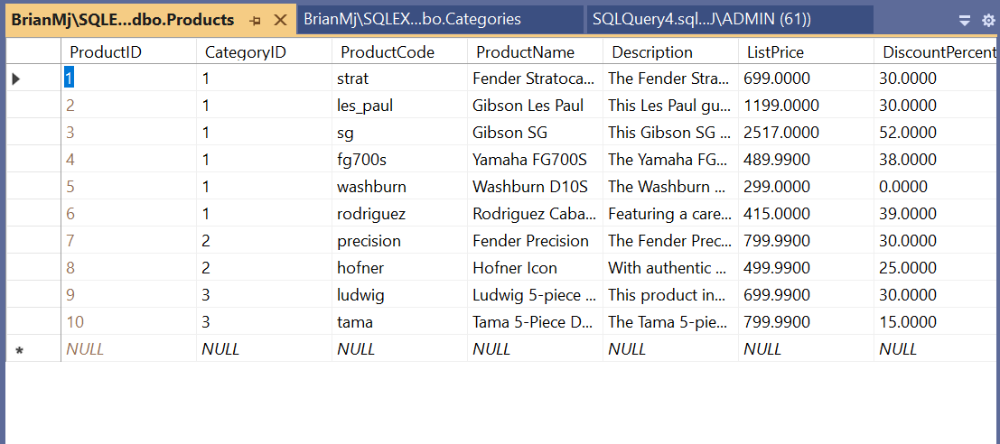 BrianMj\SQLE...dbo.Products BrianMj\SQLEX...bo.Categories SQLQuery4.sql...J\ADMIN (61))
ProductID CategoryID ProductCode ProductName Description ListPrice DiscountPercent
1 1 strat Fender Stratoca... The Fender Stra... 699.0000 30.0000
2 1 les_paul Gibson Les Paul This Les Paul gu... 1199.0000 30.0000
3 1 sg Gibson SG This Gibson SG ... 2517.0000 52.0000
4 1 fg700s Yamaha FG700S The Yamaha FG... 489.9900 38.0000
5 1 washburn Washburn D10S The Washburn ... 299.0000 0.0000
6 1 rodriguez Rodriguez Caba... Featuring a care... 415.0000 39.0000
7 2 precision Fender Precision The Fender Prec... 799.9900 30.0000
8 2 hofner Hofner Icon With authentic ... 499.9900 25.0000
9 3 ludwig Ludwig 5-piece ... This product in... 699.9900 30.0000
10 3 tama Tama 5-Piece D... The Tama 5-pie... 799.9900 15.0000
* NULL NULL NULL NULL NULL NULL NULL